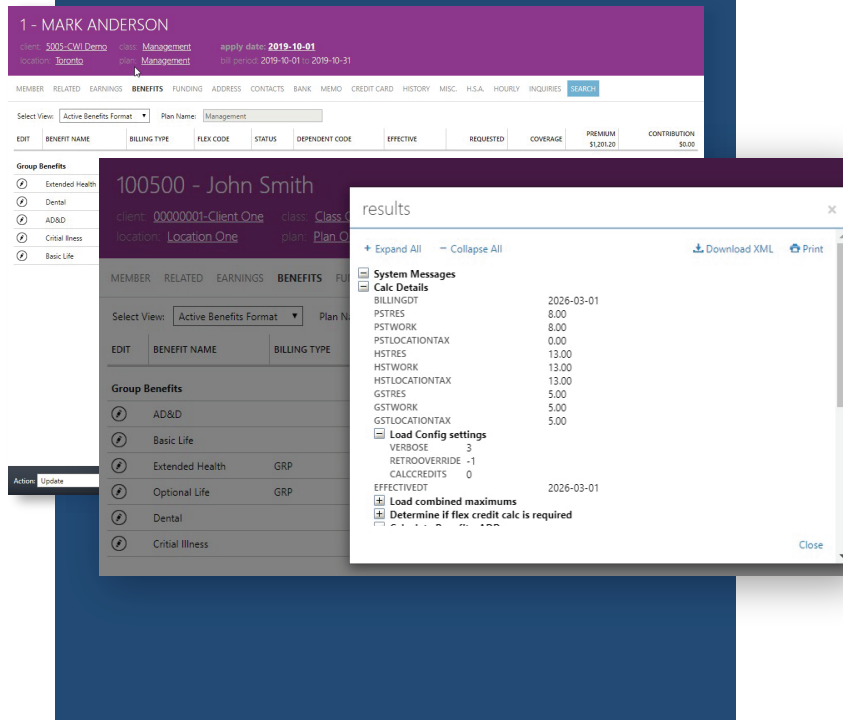 1 - MARK ANDERSON
client: 5005-CWI Demo class: Management apply date: 2019-10-01
location: Toronto plan: Management bill period: 2019-10-01 to 2019-10-31
MEMBER RELATED EARNINGS BENEFITS FUNDING ADDRESS CONTACTS BANK MEMO CREDIT CARD HISTORY MISC. H.S.A. HOURLY INQUIRIES SEARCH
Select View: Active Benefits Format Plan Name: Management
EDIT BENEFIT NAME BILLING TYPE FLEX CODE STATUS DEPENDENT CODE EFFECTIVE REQUESTED COVERAGE PREMIUM $1,201.20 CONTRIBUTION $0.00
Group Benefits
Extended Health
Dental
AD&D
Critial Ilness
Basic Life
Action: Update
100500 - John Smith
client: 00000001-Client One class: Class
location: Location One plan: Plan O
MEMBER RELATED EARNINGS BENEFITS FU
Select View: Active Benefits Format Plan N
EDIT BENEFIT NAME BILLING TYPE
Group Benefits
AD&D
Basic Life
Extended Health GRP
Optional Life GRP
Dental
Critial Illness
results ×
+ Expand All − Collapse All Download XML Print
System Messages
Calc Details
BILLINGDT 2026-03-01
PSTRES 8.00
PSTWORK 8.00
PSTLOCATIONTAX 0.00
HSTRES 13.00
HSTWORK 13.00
HSTLOCATIONTAX 13.00
GSTRES 5.00
GSTWORK 5.00
GSTLOCATIONTAX 5.00
Load Config settings
VERBOSE 3
RETROOVERRIDE -1
CALCCREDITS 0
EFFECTIVEDT 2026-03-01
Load combined maximums
Determine if flex credit calc is required
Close